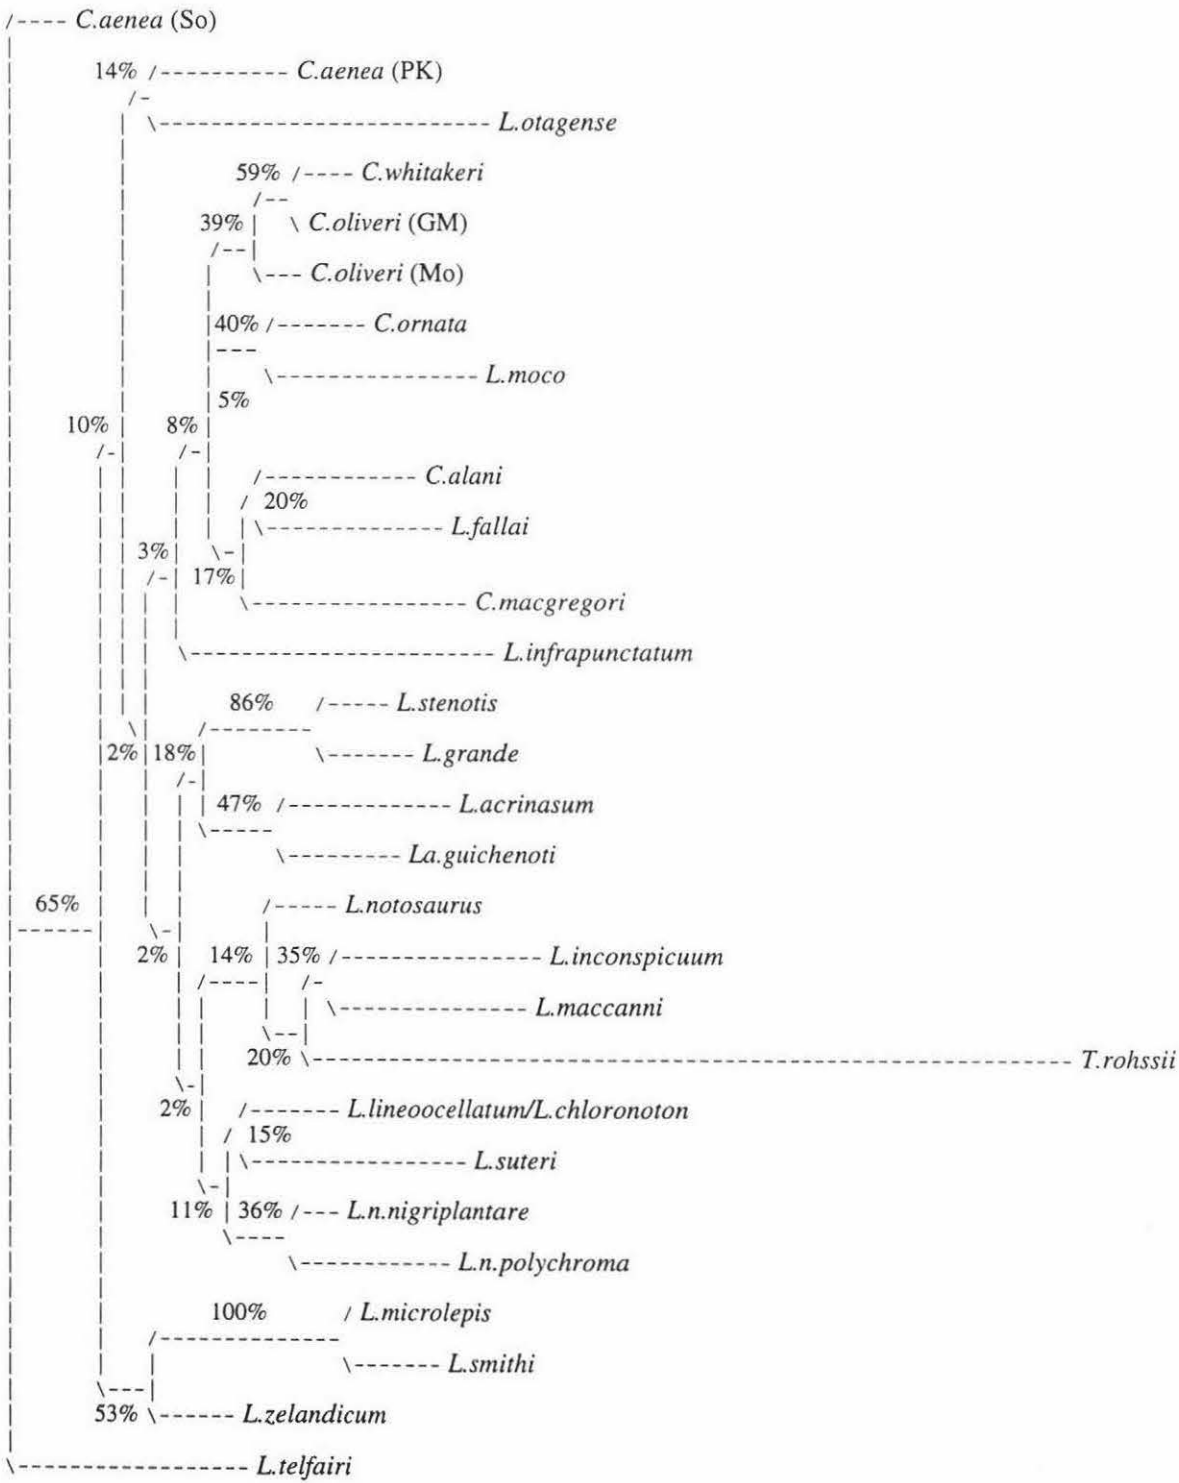 C.aenea (So)
14% C.aenea (PK)
L.otagense
59% C.whitakeri
39% C.oliveri (GM)
C.oliveri (Mo)
40% C.ornata
L.moco
5%
10% 8%
C.alani
20%
L.fallai
3%
17%
C.macgregori
L.infrapunctatum
86% L.stenotis
2% 18% L.grande
47% L.acrinasum
La.guichenoti
65% L.notosaurus
2% 14% 35% L.inconspicuum
L.maccanni
20% T.rohssii
2% L.lineoocellatum/L.chloronoton
15%
L.suteri
11% 36% L.n.nigriplantare
L.n.polychroma
100% L.microlepis
L.smithi
53% L.zelandicum
L.telfairi